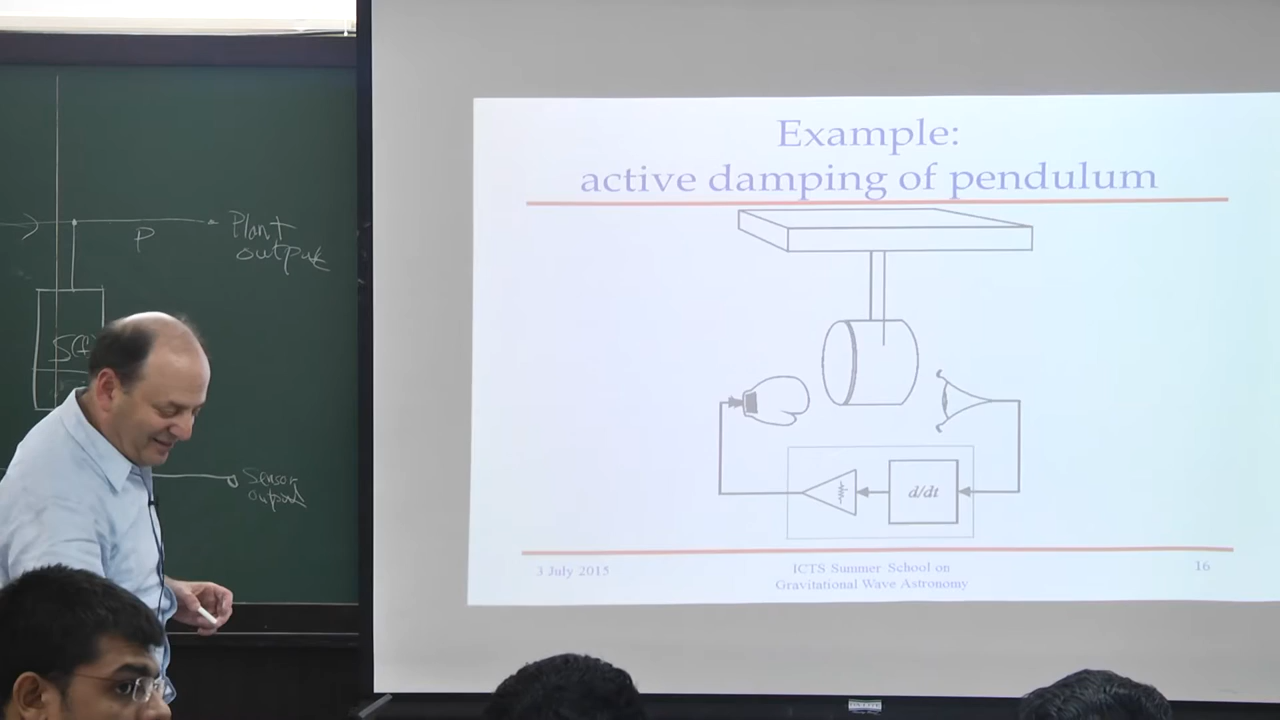 Plant
output
P
S(f)
Sensor
Output
Example:
active damping of pendulum
d/dt
3 July 2015
ICTS Summer School on
Gravitational Wave Astronomy
16